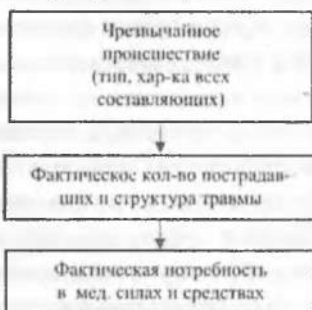 Чрезвычайное
происшествие
(тип, хар-ка всех
составляющих)
Фактическое кол-во пострадав-
ших и структура травмы
Фактическая потребность
в мед. силах и средствах